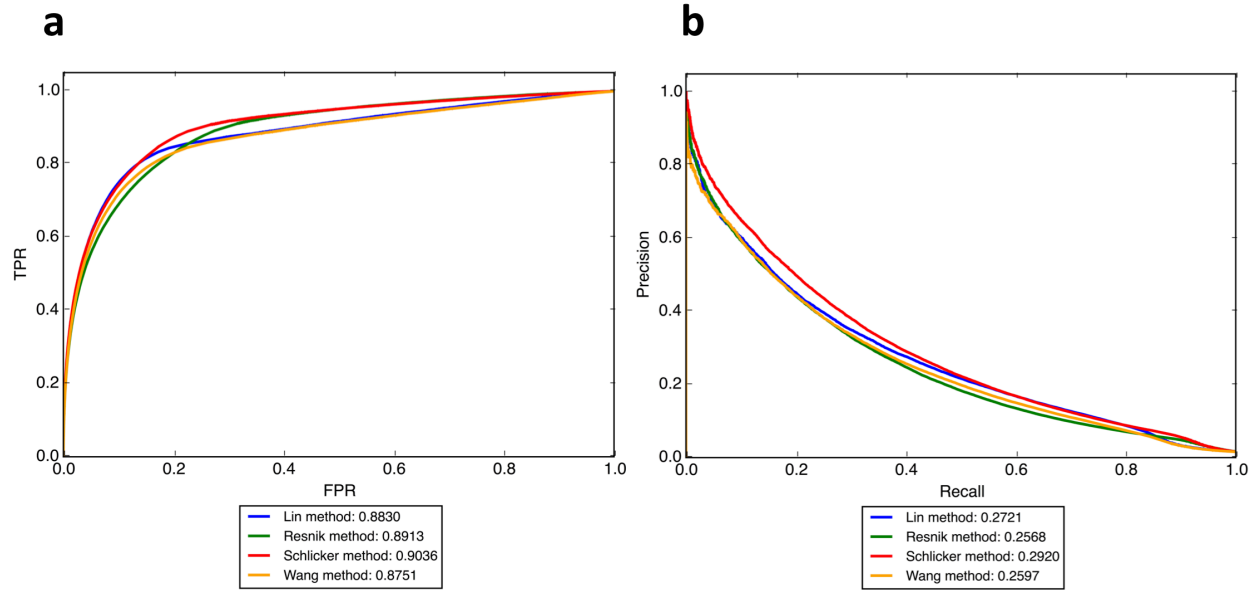 a
1.0
0.8
0.6
0.4
0.2
0.0
TPR
0.0 0.2 0.4 0.6 0.8 1.0
FPR
Lin method: 0.8830
Resnik method: 0.8913
Schlicker method: 0.9036
Wang method: 0.8751
b
1.0
0.8
0.6
0.4
0.2
0.0
Precision
0.0 0.2 0.4 0.6 0.8 1.0
Recall
Lin method: 0.2721
Resnik method: 0.2568
Schlicker method: 0.2920
Wang method: 0.2597